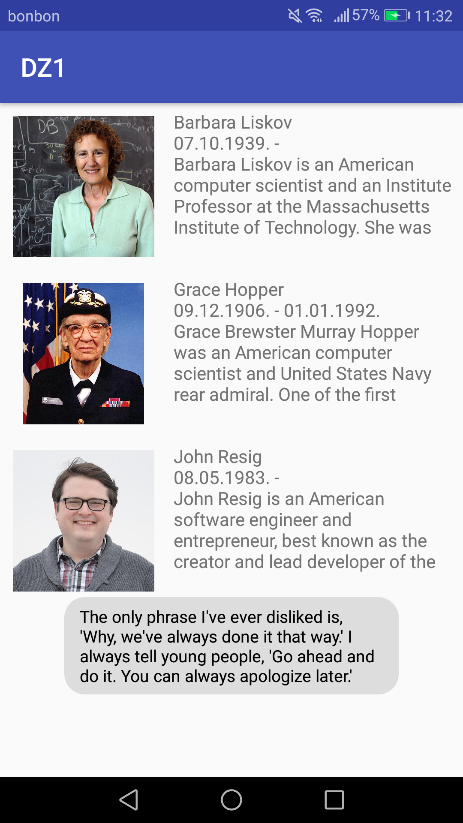 bonbon
57%
11:32
DZ1
DB
Barbara Liskov
07.10.1939. -
Barbara Liskov is an American
computer scientist and an Institute
Professor at the Massachusetts
Institute of Technology. She was
Grace Hopper
09.12.1906. - 01.01.1992.
Grace Brewster Murray Hopper
was an American computer
scientist and United States Navy
rear admiral. One of the first
John Resig
08.05.1983. -
John Resig is an American
software engineer and
entrepreneur, best known as the
creator and lead developer of the
The only phrase I've ever disliked is,
'Why, we've always done it that way.' I
always tell young people, 'Go ahead and
do it. You can always apologize later.'